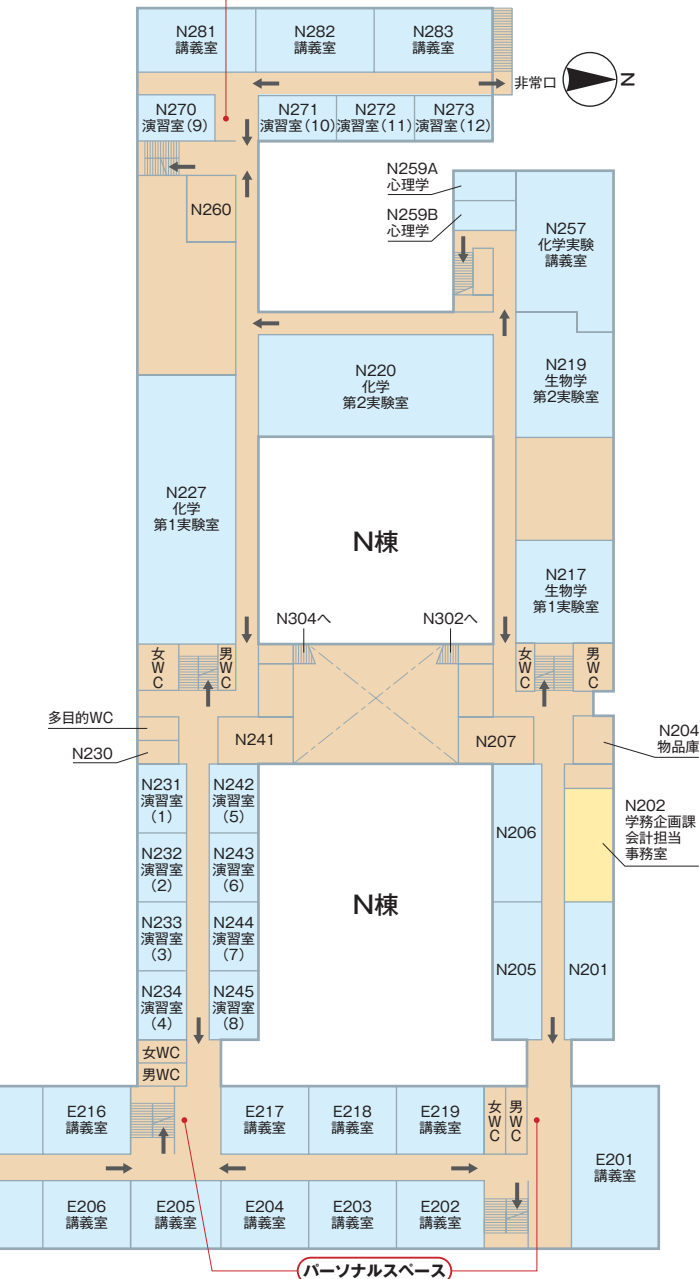 N281
講義室
N282
講義室
N283
講義室
非常口
N
N270
演習室(9)
N271
演習室(10)
N272
演習室(11)
N273
演習室(12)
N260
N259A
心理学
N259B
心理学
N257
化学実験
講義室
N220
化学
第2実験室
N219
生物学
第2実験室
N227
化学
第1実験室
N棟
N217
生物学
第1実験室
N304へ
N302へ
女WC
男WC
女WC
男WC
多目的WC
N230
N241
N207
N204
物品庫
N231
演習室
(1)
N242
演習室
(5)
N206
N202
学務企画課
会計担当
事務室
N232
演習室
(2)
N243
演習室
(6)
N棟
N233
演習室
(3)
N244
演習室
(7)
N205
N201
N234
演習室
(4)
N245
演習室
(8)
女WC
男WC
E216
講義室
E217
講義室
E218
講義室
E219
講義室
女WC
男WC
E201
講義室
E206
講義室
E205
講義室
E204
講義室
E203
講義室
E202
講義室
パーソナルスペース